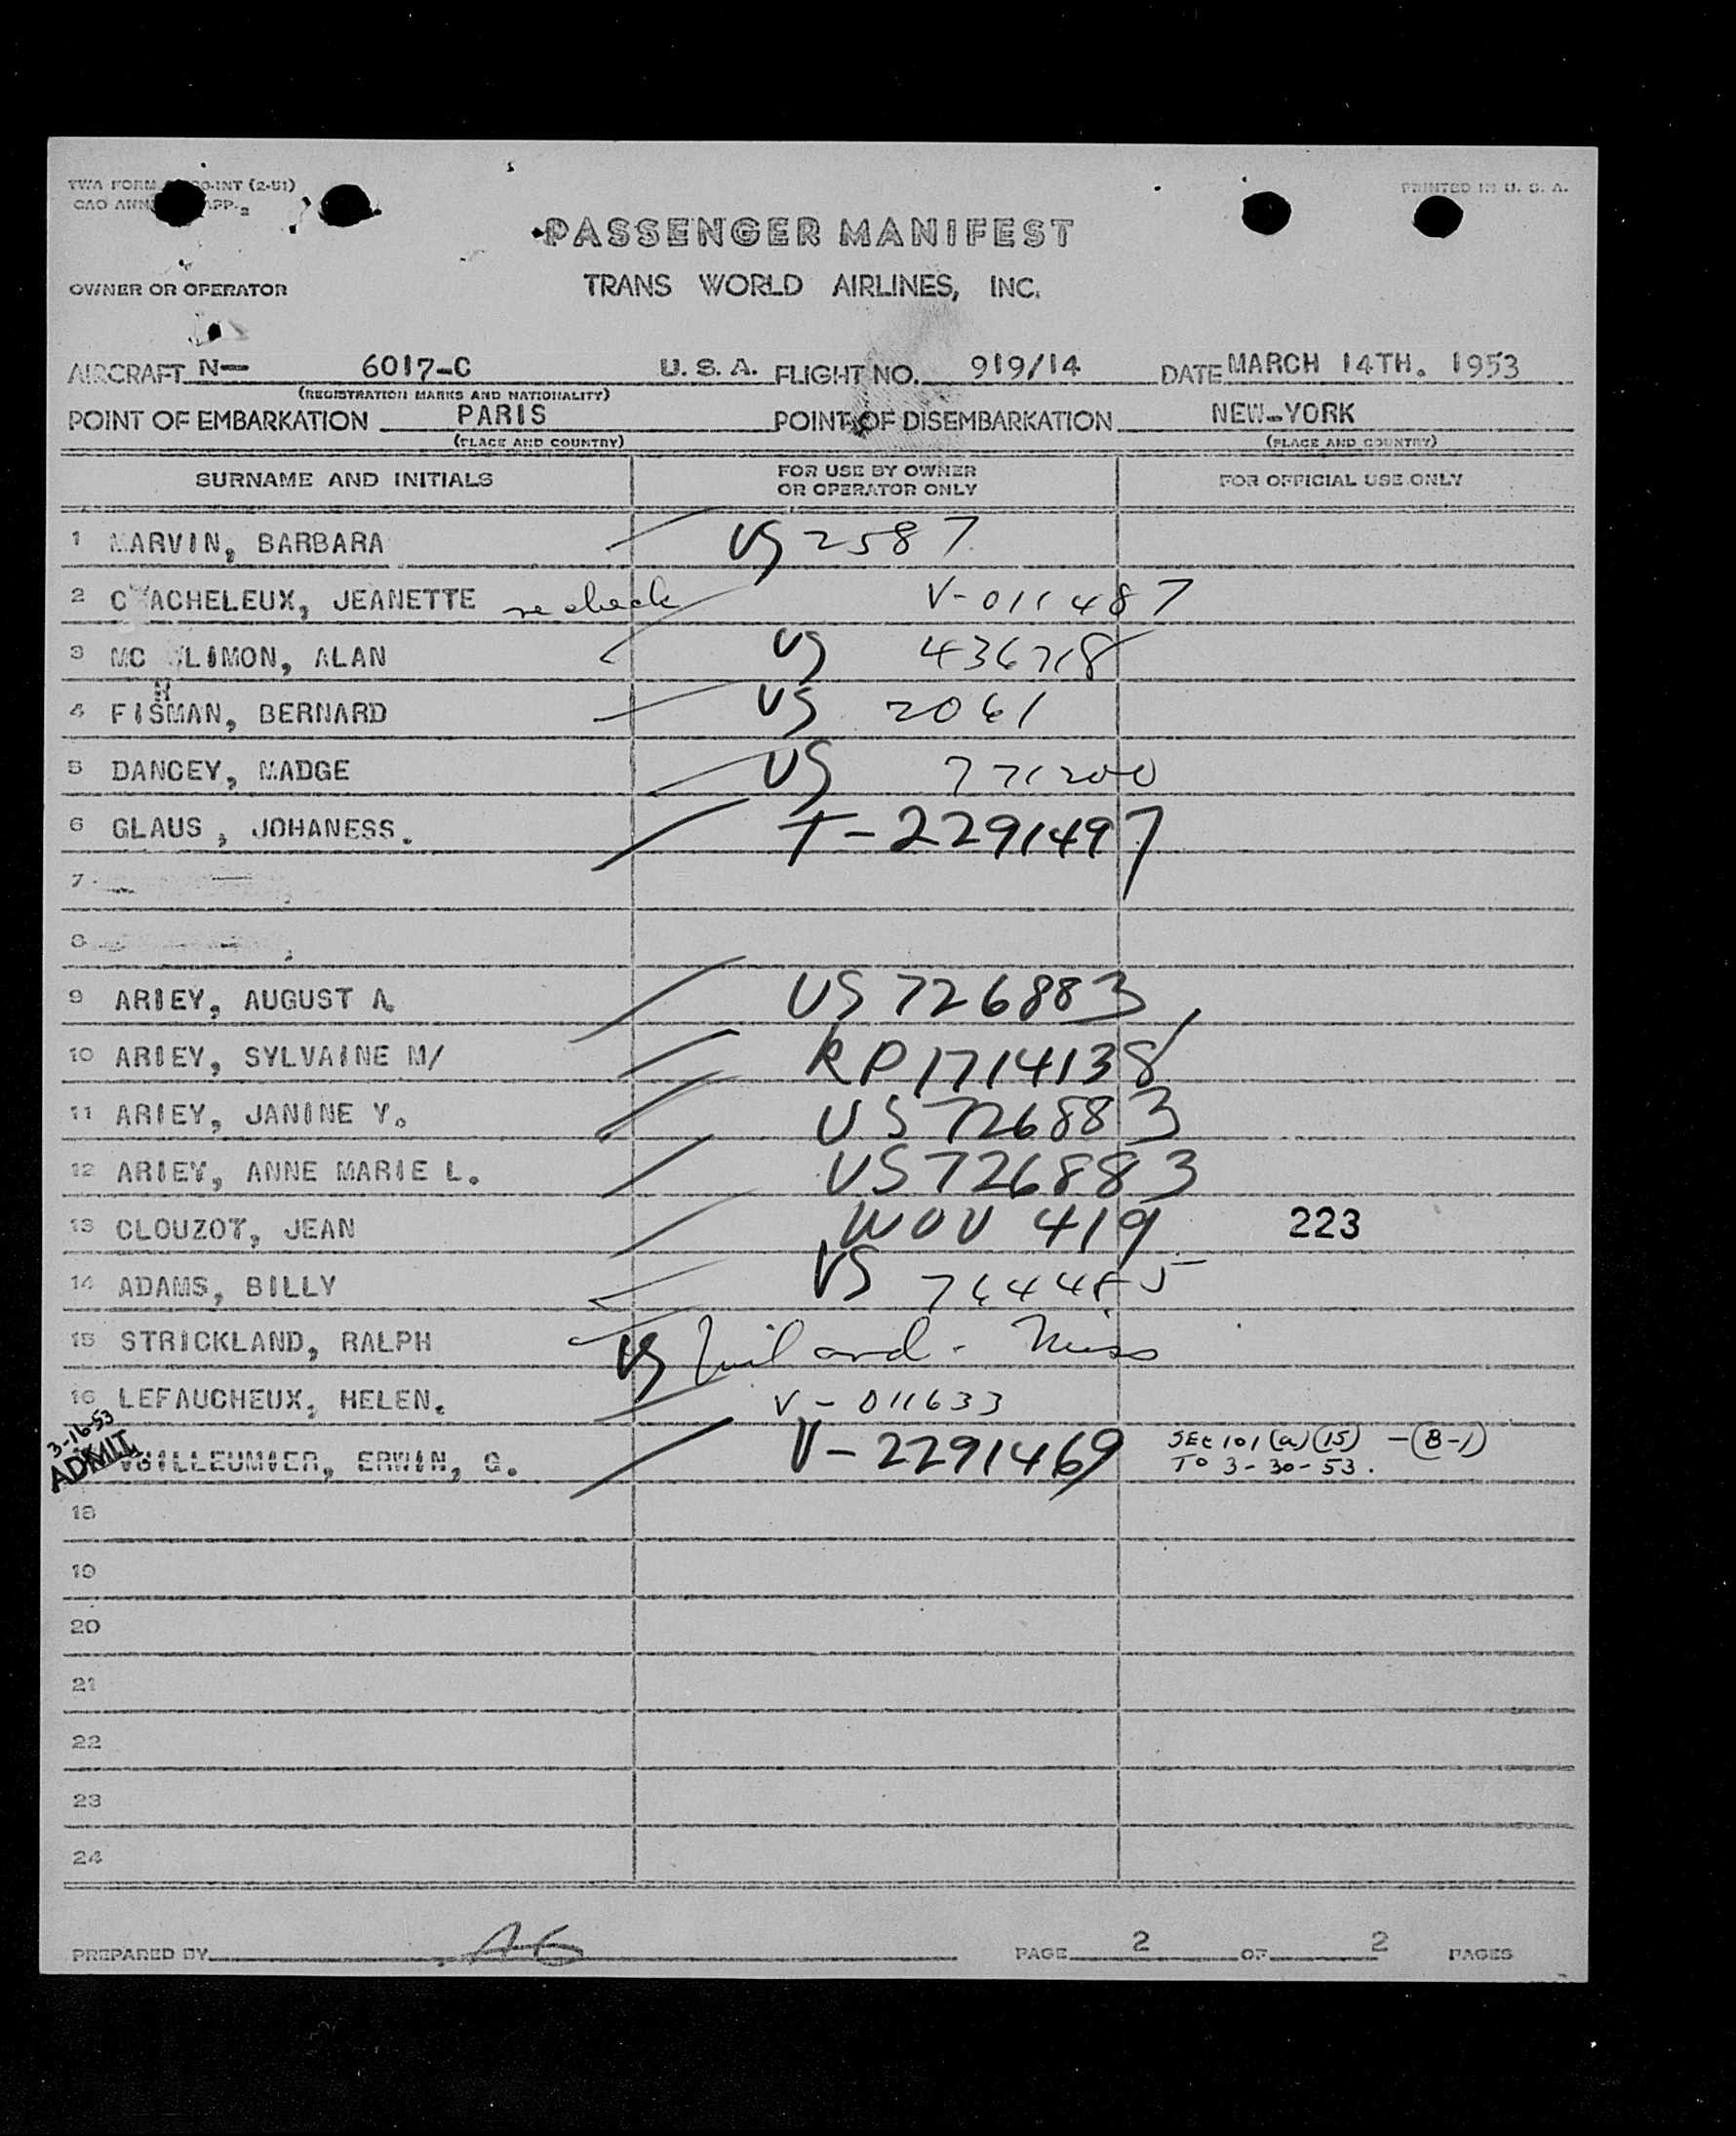 PRINTED IN U. S. A.
PASSENGER MANIFEST
OWNER OR OPERATOR TRANS WORLD AIRLINES, INC.
AIRCRAFT N- 6017-C U. S. A. FLIGHT NO. 919/14 DATE MARCH 14TH. 1953
(REGISTRATION MARKS AND NATIONALITY)
POINT OF EMBARKATION PARIS POINT OF DISEMBARKATION NEW-YORK
(PLACE AND COUNTRY) (PLACE AND COUNTRY)
SURNAME AND INITIALS FOR USE BY OWNER OR OPERATOR ONLY FOR OFFICIAL USE ONLY
1 MARVIN, BARBARA US 2587
2 JEANETTE recheck V-011487
3 MC LIMON, ALAN US 436718
4 FISHMAN, BERNARD US 2061
5 DANCEY, MADGE US 771200
6 GLAUS, JOHANESS. T-2291497
7
8
9 ARIEY, AUGUST A. US 726883
10 ARIEY, SYLVAINE M/ RP 1714138
11 ARIEY, JANINE Y. US 726883
12 ARIEY, ANNE MARIE L. US 726883
13 CLOUZOT, JEAN 419 223
14 ADAMS, BILLY US
15 STRICKLAND, RALPH US Miss
16 LEFAUCHEUX, HELEN. V-011633
3-16-53
ADMIT VUILLEUMIER, ERWIN, G. V-2291469 SEC 101 (a) (15) - (B-1)
TO 3-30-53.
18
19
20
21
22
23
24
PREPARED BY AG PAGE 2 OF 2 PAGES